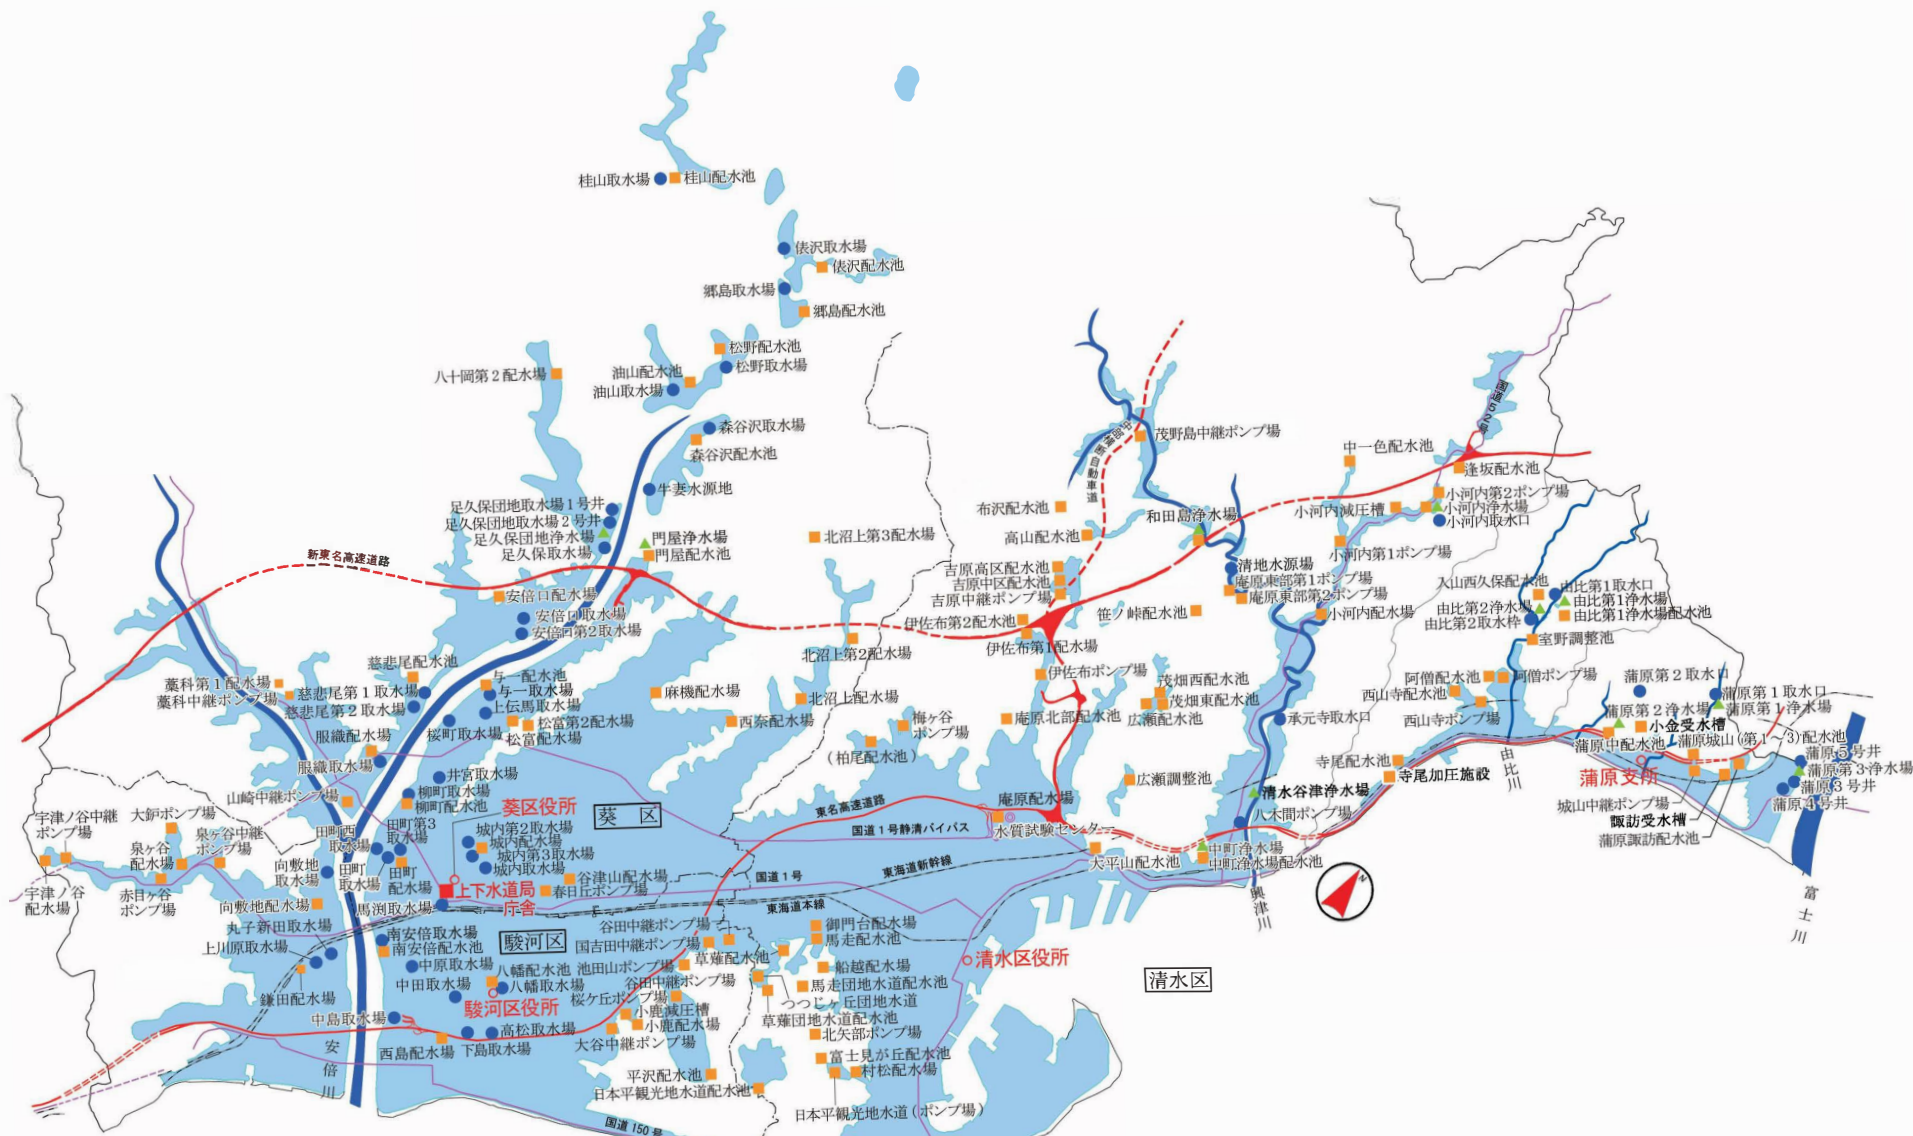 桂山取水場
桂山配水池
俵沢取水場
俵沢配水池
郷島取水場
郷島配水池
松野配水池
松野取水場
八十岡第2配水場
油山配水池
油山取水場
森谷沢取水場
森谷沢配水池
牛妻水源地
足久保団地取水場1号井
足久保団地取水場2号井
足久保団地浄水場
足久保取水場
門屋浄水場
門屋配水池
新東名高速道路
安倍口配水場
安倍口取水場
安倍口第2取水場
北沼上第3配水場
北沼上第2配水場
北沼上配水場
布沢配水池
高山配水池
吉原高区配水池
吉原中区配水池
吉原中継ポンプ場
伊佐布第2配水池
伊佐布第1配水場
伊佐布ポンプ場
中部横断自動車道
茂野島中継ポンプ場
和田島浄水場
清地水源場
庵原東部第1ポンプ場
庵原東部第2ポンプ場
笹ノ峠配水池
中一色配水池
国道52号
逢坂配水池
小河内第2ポンプ場
小河内浄水場
小河内取水口
小河内減圧槽
小河内第1ポンプ場
小河内配水場
入山西久保配水池
由比第1取水口
由比第1浄水場
由比第1浄水場配水池
由比第2浄水場
由比第2取水枠
室野調整池
阿僧配水池
阿僧ポンプ場
西山寺配水池
西山寺ポンプ場
蒲原第2取水口
蒲原第1取水口
蒲原第2浄水場
蒲原第1浄水場
小金受水槽
蒲原中配水池
蒲原城山(第1~3)配水池
蒲原支所
蒲原5号井
蒲原第3浄水場
蒲原3号井
蒲原4号井
城山中継ポンプ場
諏訪受水槽
蒲原諏訪配水池
富士川
由比川
寺尾配水池
寺尾加圧施設
承元寺取水口
清水谷津浄水場
八木間ポンプ場
中町浄水場
中町浄水場配水池
興津川
茂畑西配水池
茂畑東配水池
広瀬配水池
広瀬調整池
庵原北部配水池
庵原配水場
水質試験センター
大平山配水池
慈悲尾配水池
慈悲尾第1取水場
慈悲尾第2取水場
藁科第1配水場
藁科中継ポンプ場
与一配水池
与一取水場
上伝馬取水場
桜町取水場
松富第2配水場
松富配水場
麻機配水場
西奈配水場
梅ヶ谷
ポンプ場
(柏尾配水池)
服織配水場
服織取水場
井宮取水場
柳町取水場
柳町配水池
山崎中継ポンプ場
葵区役所
葵 区
東名高速道路
国道1号静清バイパス
東海道新幹線
国道1号
東海道本線
宇津ノ谷中継
ポンプ場
宇津ノ谷
配水場
大鈩ポンプ場
泉ヶ谷
配水場
泉ヶ谷中継
ポンプ場
赤目ヶ谷
ポンプ場
田町西
取水場
田町第3
取水場
田町
取水場
田町
配水場
向敷地
取水場
向敷地配水場
城内第2取水場
城内配水場
城内第3取水場
城内取水場
谷津山配水場
春日丘ポンプ場
上下水道局
庁舎
馬渕取水場
丸子新田取水場
上川原取水場
鎌田配水場
南安倍取水場
南安倍配水池
中原取水場
中田取水場
駿河区
八幡配水池
八幡取水場
駿河区役所
中島取水場
西島配水場
下島取水場
高松取水場
安倍川
谷田中継ポンプ場
国吉田中継ポンプ場
池田山ポンプ場
草薙配水池
谷田中継ポンプ場
桜ケ丘ポンプ場
小鹿減圧槽
小鹿配水場
大谷中継ポンプ場
平沢配水池
日本平観光地水道配水池
御門台配水場
馬走配水池
船越配水場
馬走団地水道配水池
つつじヶ丘団地水道
草薙団地水道配水池
北矢部ポンプ場
富士見が丘配水池
村松配水場
日本平観光地水道(ポンプ場)
清水区役所
清水区
国道150号
N